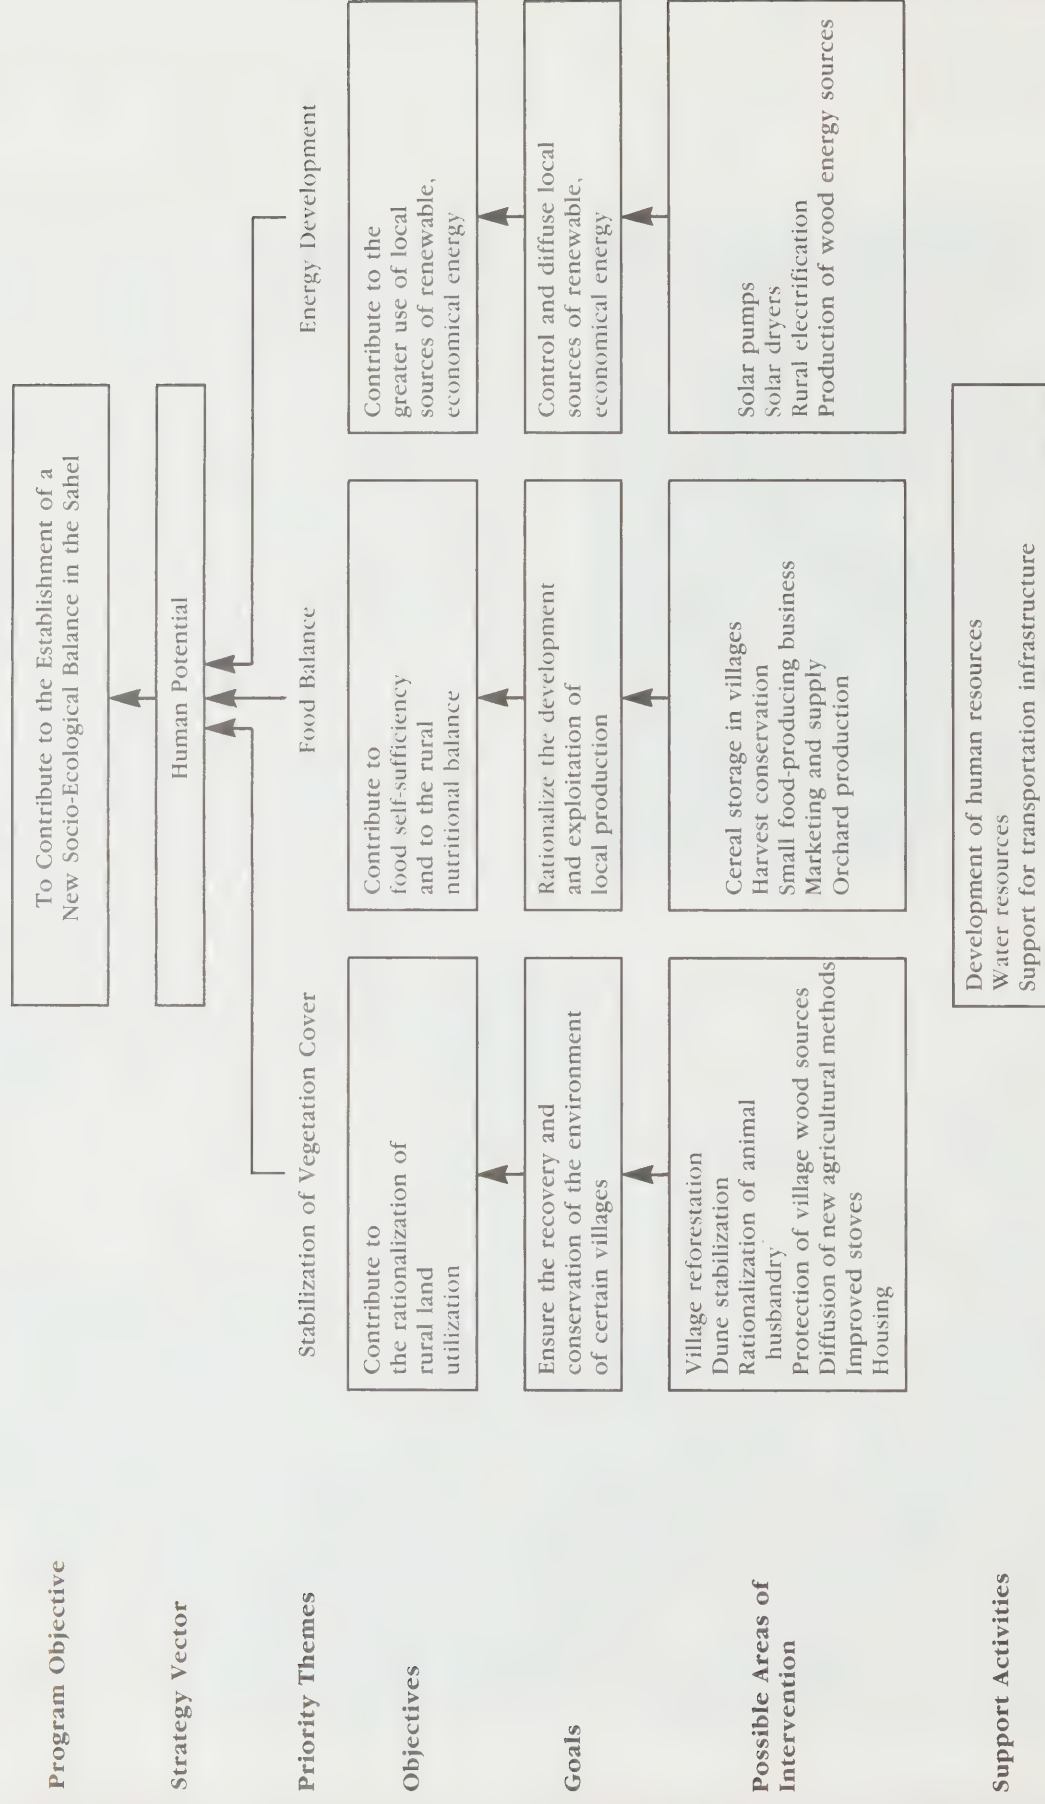 Program Objective
To Contribute to the Establishment of a
New Socio-Ecological Balance in the Sahel
Strategy Vector
Human Potential
Priority Themes
Stabilization of Vegetation Cover
Food Balance
Energy Development
Objectives
Contribute to
the rationalization of
rural land
utilization
Contribute to
food self-sufficiency
and to the rural
nutritional balance
Contribute to the
greater use of local
sources of renewable,
economical energy
Goals
Ensure the recovery and
conservation of the environment
of certain villages
Rationalize the development
and exploitation of
local production
Control and diffuse local
sources of renewable,
economical energy
Possible Areas of
Intervention
Village reforestation
Dune stabilization
Rationalization of animal
husbandry
Protection of village wood sources
Diffusion of new agricultural methods
Improved stoves
Housing
Cereal storage in villages
Harvest conservation
Small food-producing business
Marketing and supply
Orchard production
Solar pumps
Solar dryers
Rural electrification
Production of wood energy sources
Support Activities
Development of human resources
Water resources
Support for transportation infrastructure